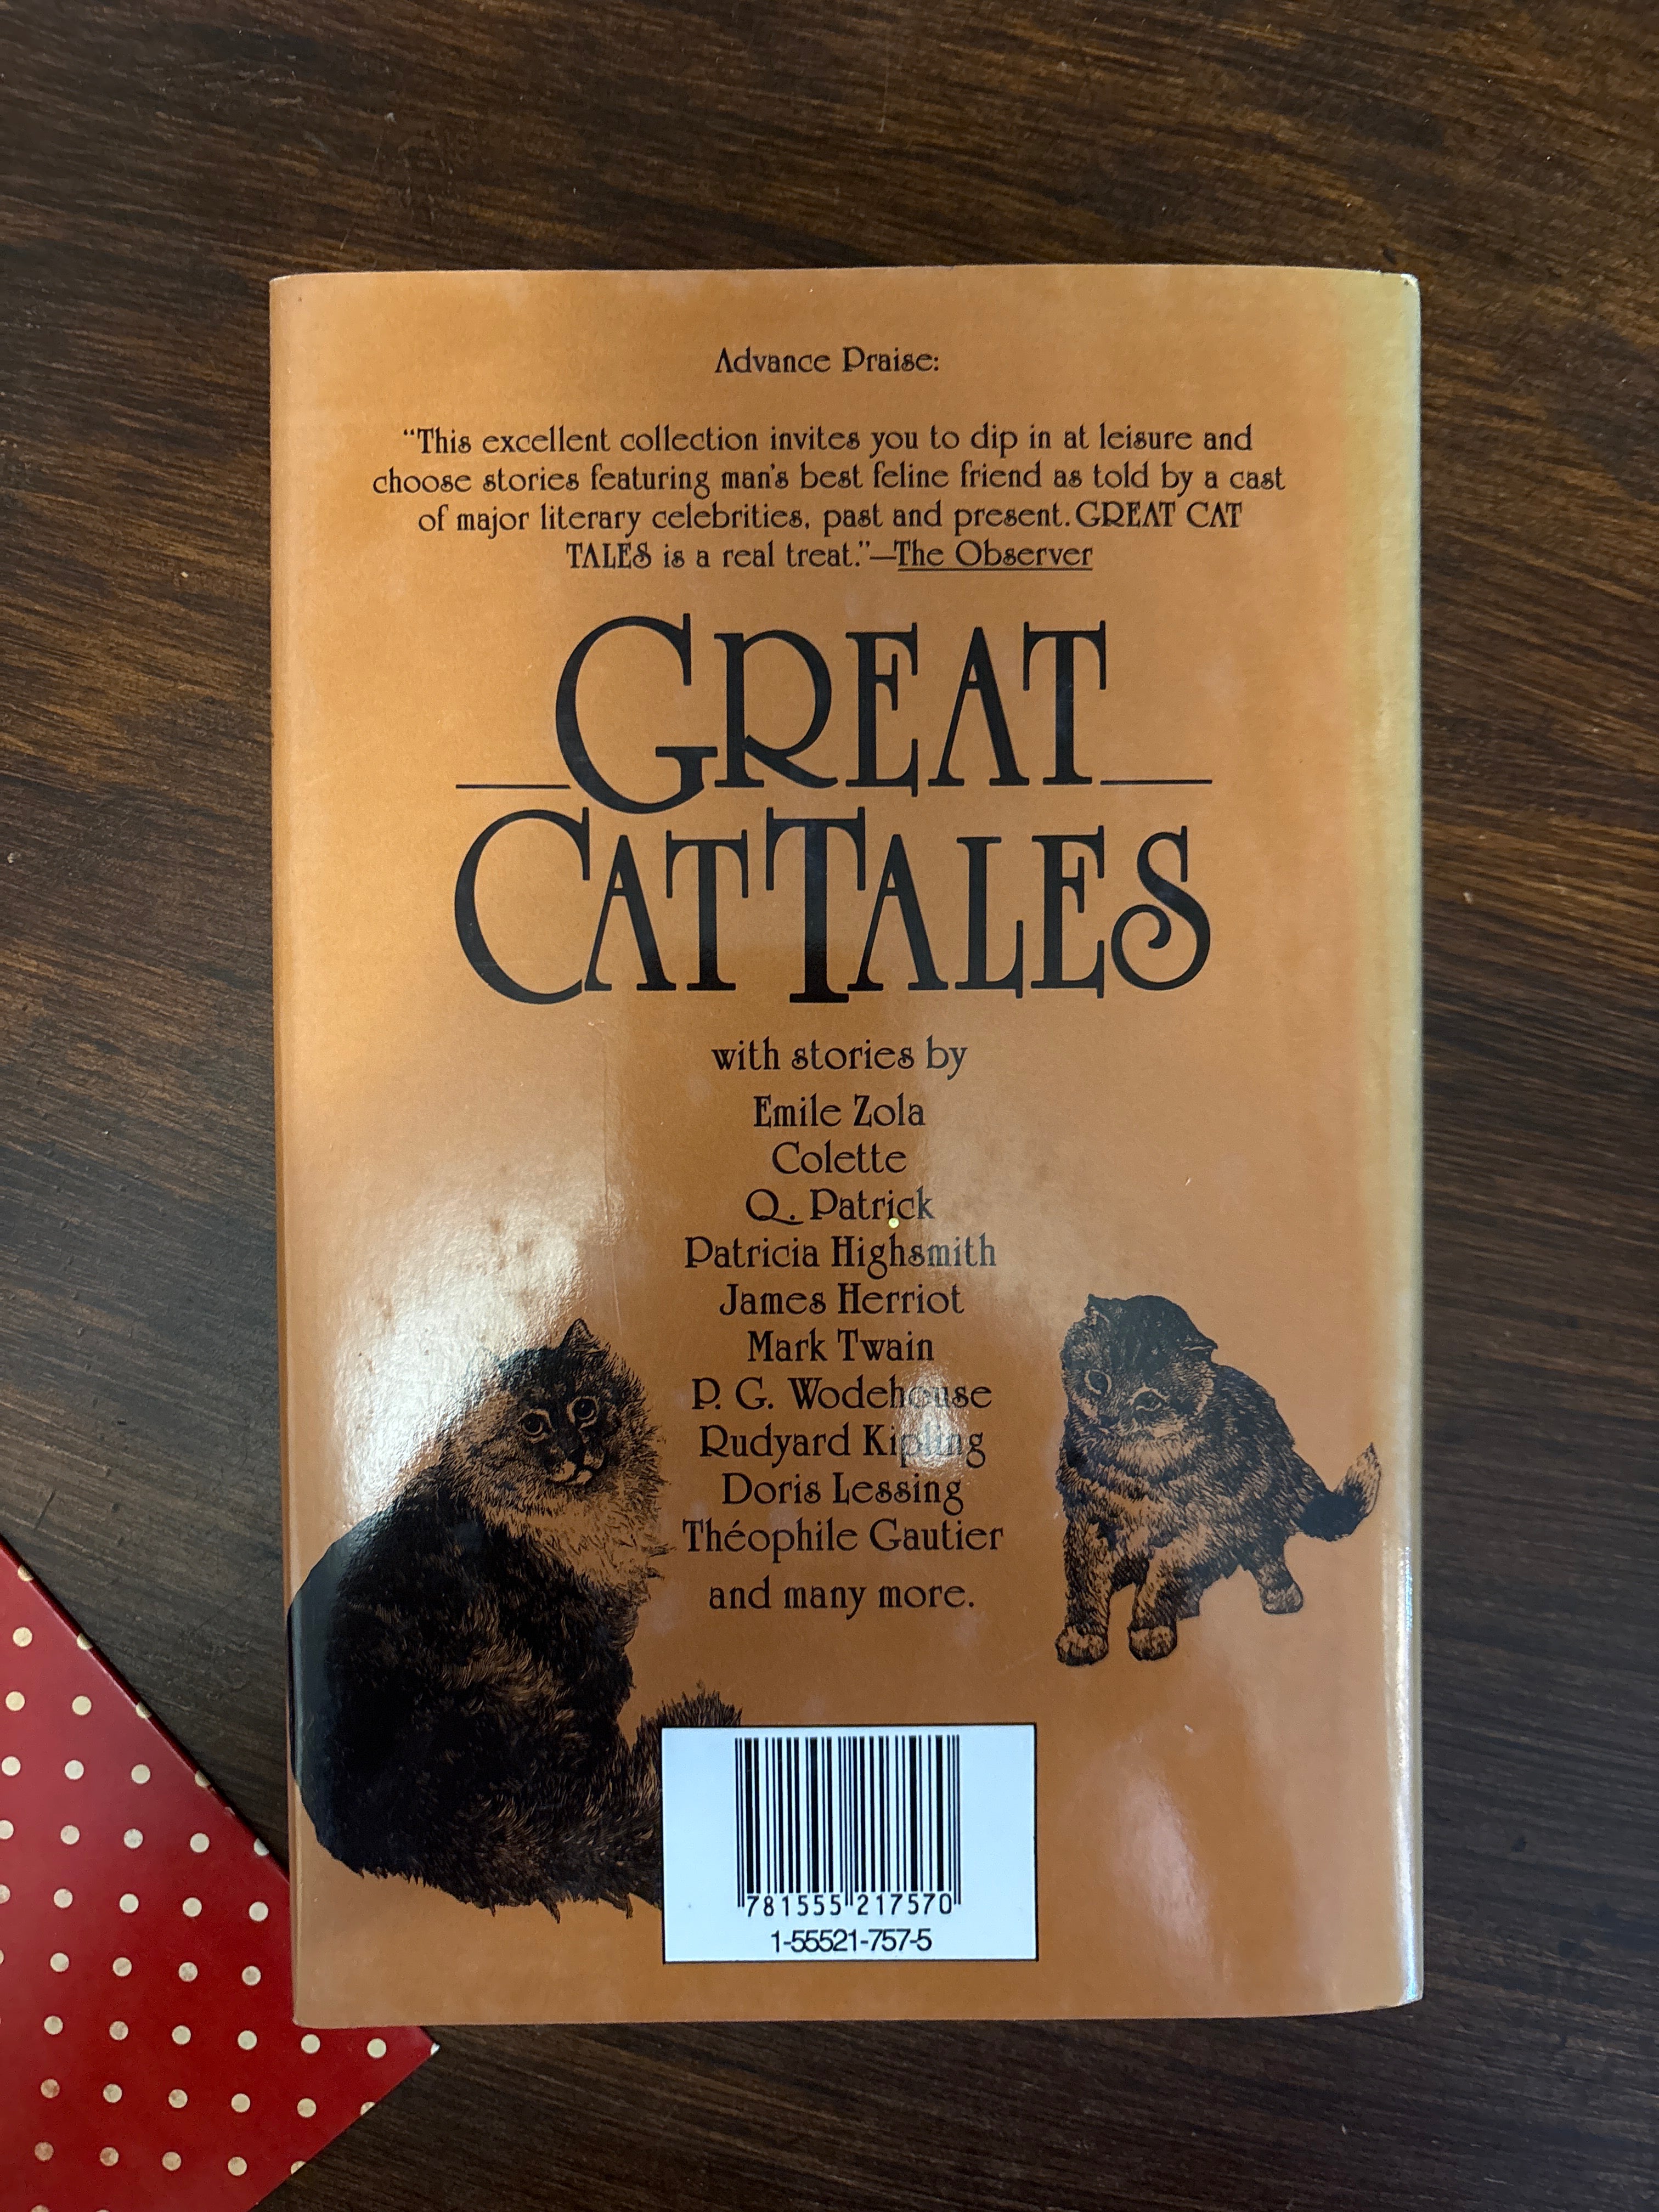 Advance Praise:
“This excellent collection invites you to dip in at leisure and
choose stories featuring man's best feline friend as told by a cast
of major literary celebrities, past and present. GREAT CAT
TALES is a real treat.”—The Observer
GREAT
CAT TALES
with stories by
Emile Zola
Colette
Q. Patrick
Patricia Highsmith
James Herriot
Mark Twain
P. G. Wodehouse
Rudyard Kipling
Doris Lessing
Théophile Gautier
and many more.
781555 217570
1-55521-757-5